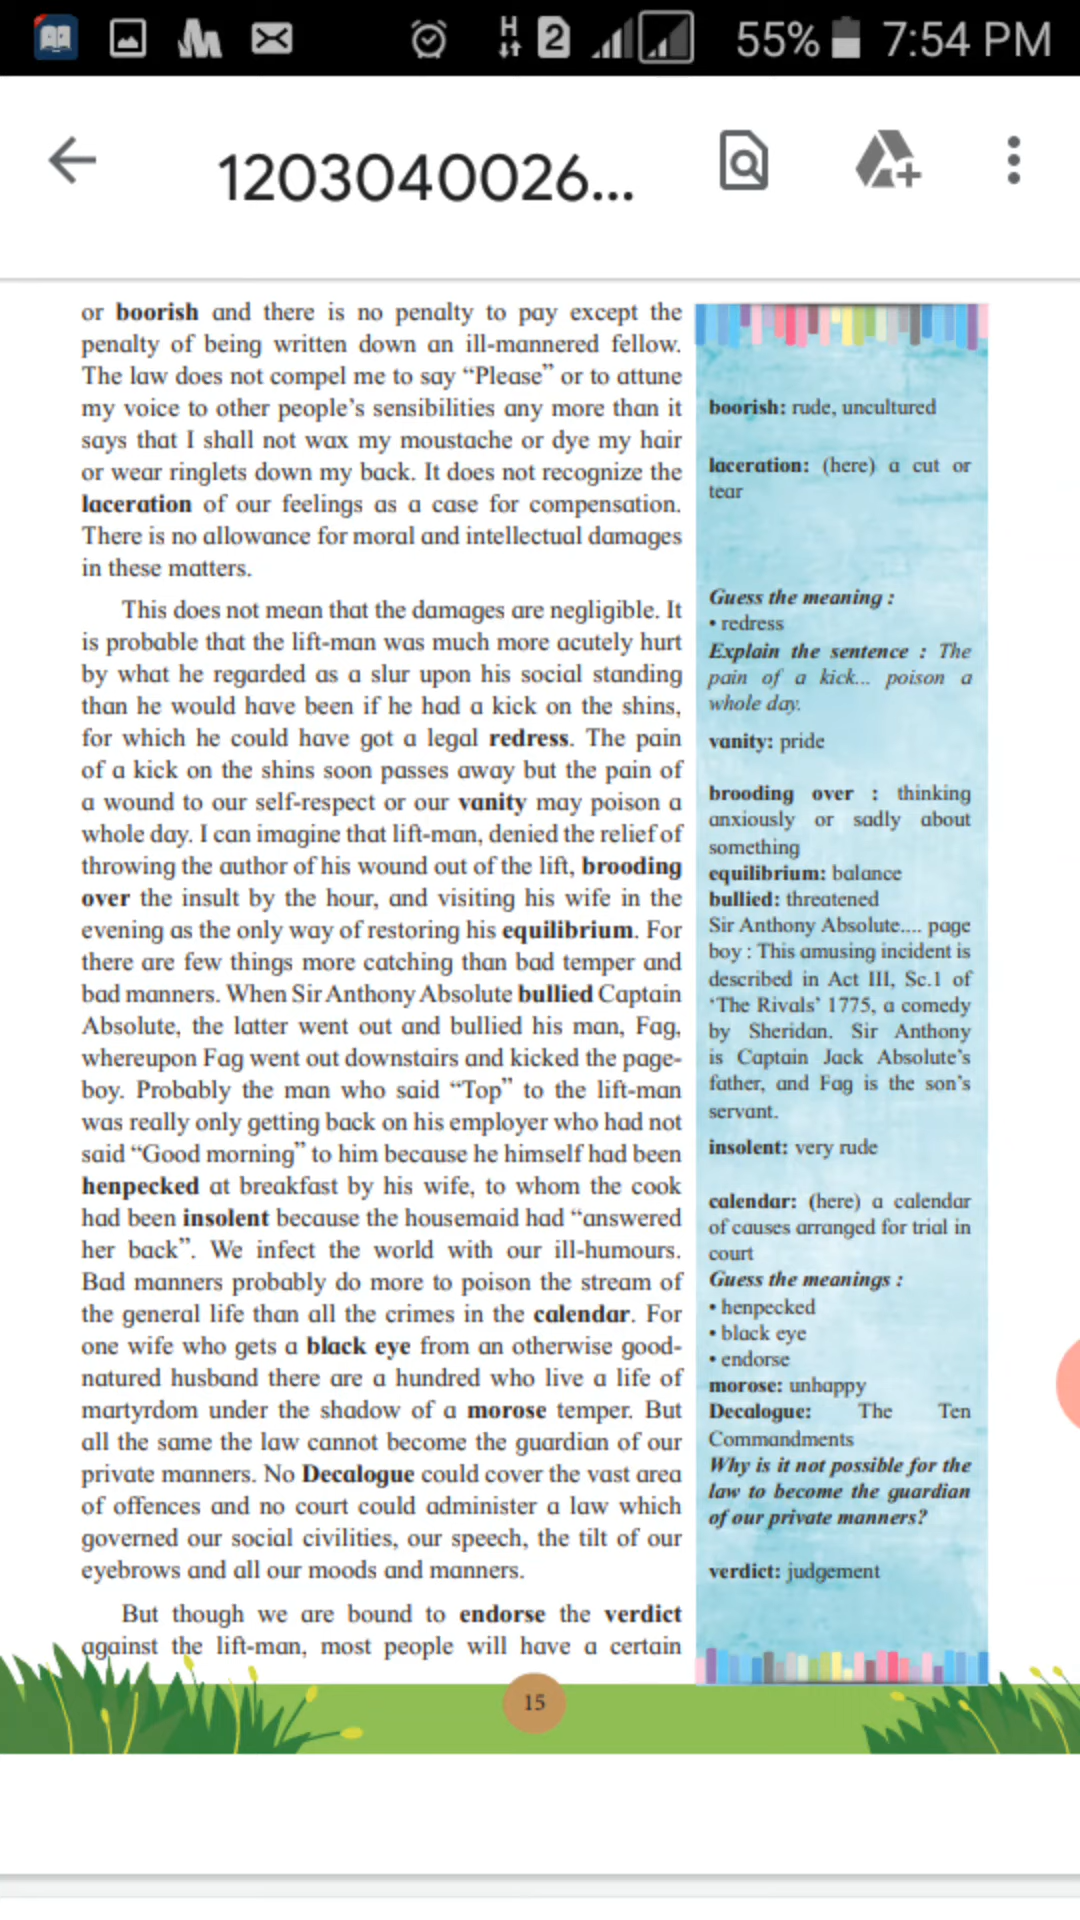 H 2 55% 7:54 PM
1203040026...
or boorish and there is no penalty to pay except the
penalty of being written down an ill-mannered fellow.
The law does not compel me to say “Please” or to attune
my voice to other people’s sensibilities any more than it
says that I shall not wax my moustache or dye my hair
or wear ringlets down my back. It does not recognize the
laceration of our feelings as a case for compensation.
There is no allowance for moral and intellectual damages
in these matters.
This does not mean that the damages are negligible. It
is probable that the lift-man was much more acutely hurt
by what he regarded as a slur upon his social standing
than he would have been if he had a kick on the shins,
for which he could have got a legal redress. The pain
of a kick on the shins soon passes away but the pain of
a wound to our self-respect or our vanity may poison a
whole day. I can imagine that lift-man, denied the relief of
throwing the author of his wound out of the lift, brooding
over the insult by the hour, and visiting his wife in the
evening as the only way of restoring his equilibrium. For
there are few things more catching than bad temper and
bad manners. When Sir Anthony Absolute bullied Captain
Absolute, the latter went out and bullied his man, Fag,
whereupon Fag went out downstairs and kicked the page-
boy. Probably the man who said “Top” to the lift-man
was really only getting back on his employer who had not
said “Good morning” to him because he himself had been
henpecked at breakfast by his wife, to whom the cook
had been insolent because the housemaid had “answered
her back”. We infect the world with our ill-humours.
Bad manners probably do more to poison the stream of
the general life than all the crimes in the calendar. For
one wife who gets a black eye from an otherwise good-
natured husband there are a hundred who live a life of
martyrdom under the shadow of a morose temper. But
all the same the law cannot become the guardian of our
private manners. No Decalogue could cover the vast area
of offences and no court could administer a law which
governed our social civilities, our speech, the tilt of our
eyebrows and all our moods and manners.
But though we are bound to endorse the verdict
against the lift-man, most people will have a certain
boorish: rude, uncultured
laceration: (here) a cut or
tear
Guess the meaning :
• redress
Explain the sentence : The
pain of a kick... poison a
whole day.
vanity: pride
brooding over : thinking
anxiously or sadly about
something
equilibrium: balance
bullied: threatened
Sir Anthony Absolute.... page
boy : This amusing incident is
described in Act III, Sc.1 of
‘The Rivals’ 1775, a comedy
by Sheridan. Sir Anthony
is Captain Jack Absolute’s
father, and Fag is the son’s
servant.
insolent: very rude
calendar: (here) a calendar
of causes arranged for trial in
court
Guess the meanings :
• henpecked
• black eye
• endorse
morose: unhappy
Decalogue: The Ten
Commandments
Why is it not possible for the
law to become the guardian
of our private manners?
verdict: judgement
15